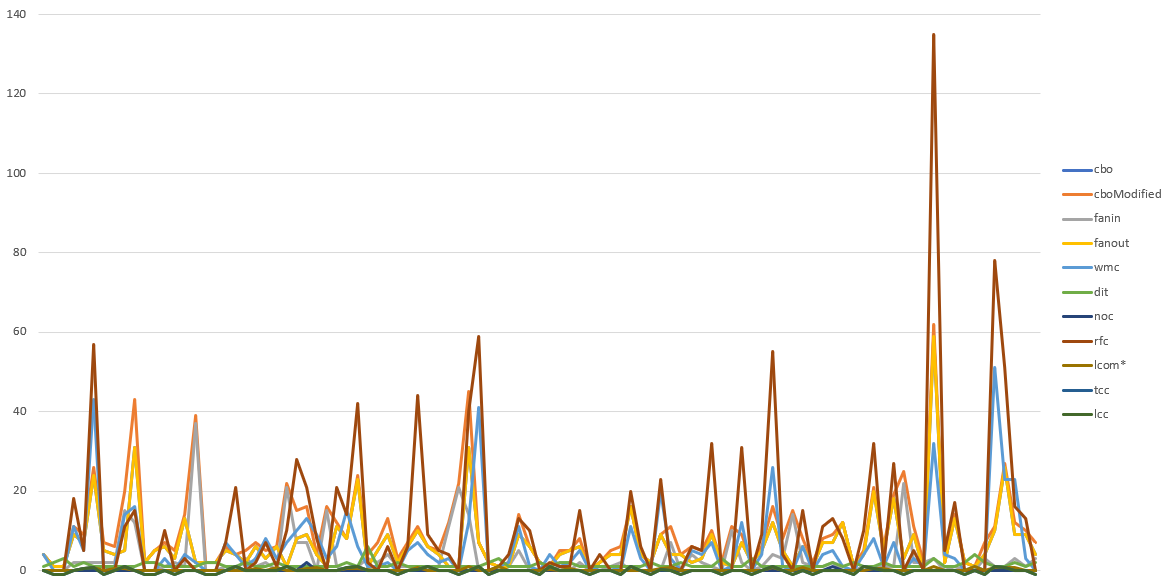 140
120
100
80
60
40
20
0
cbo
cboModified
fanin
fanout
wmc
dit
noc
rfc
lcom*
tcc
lcc